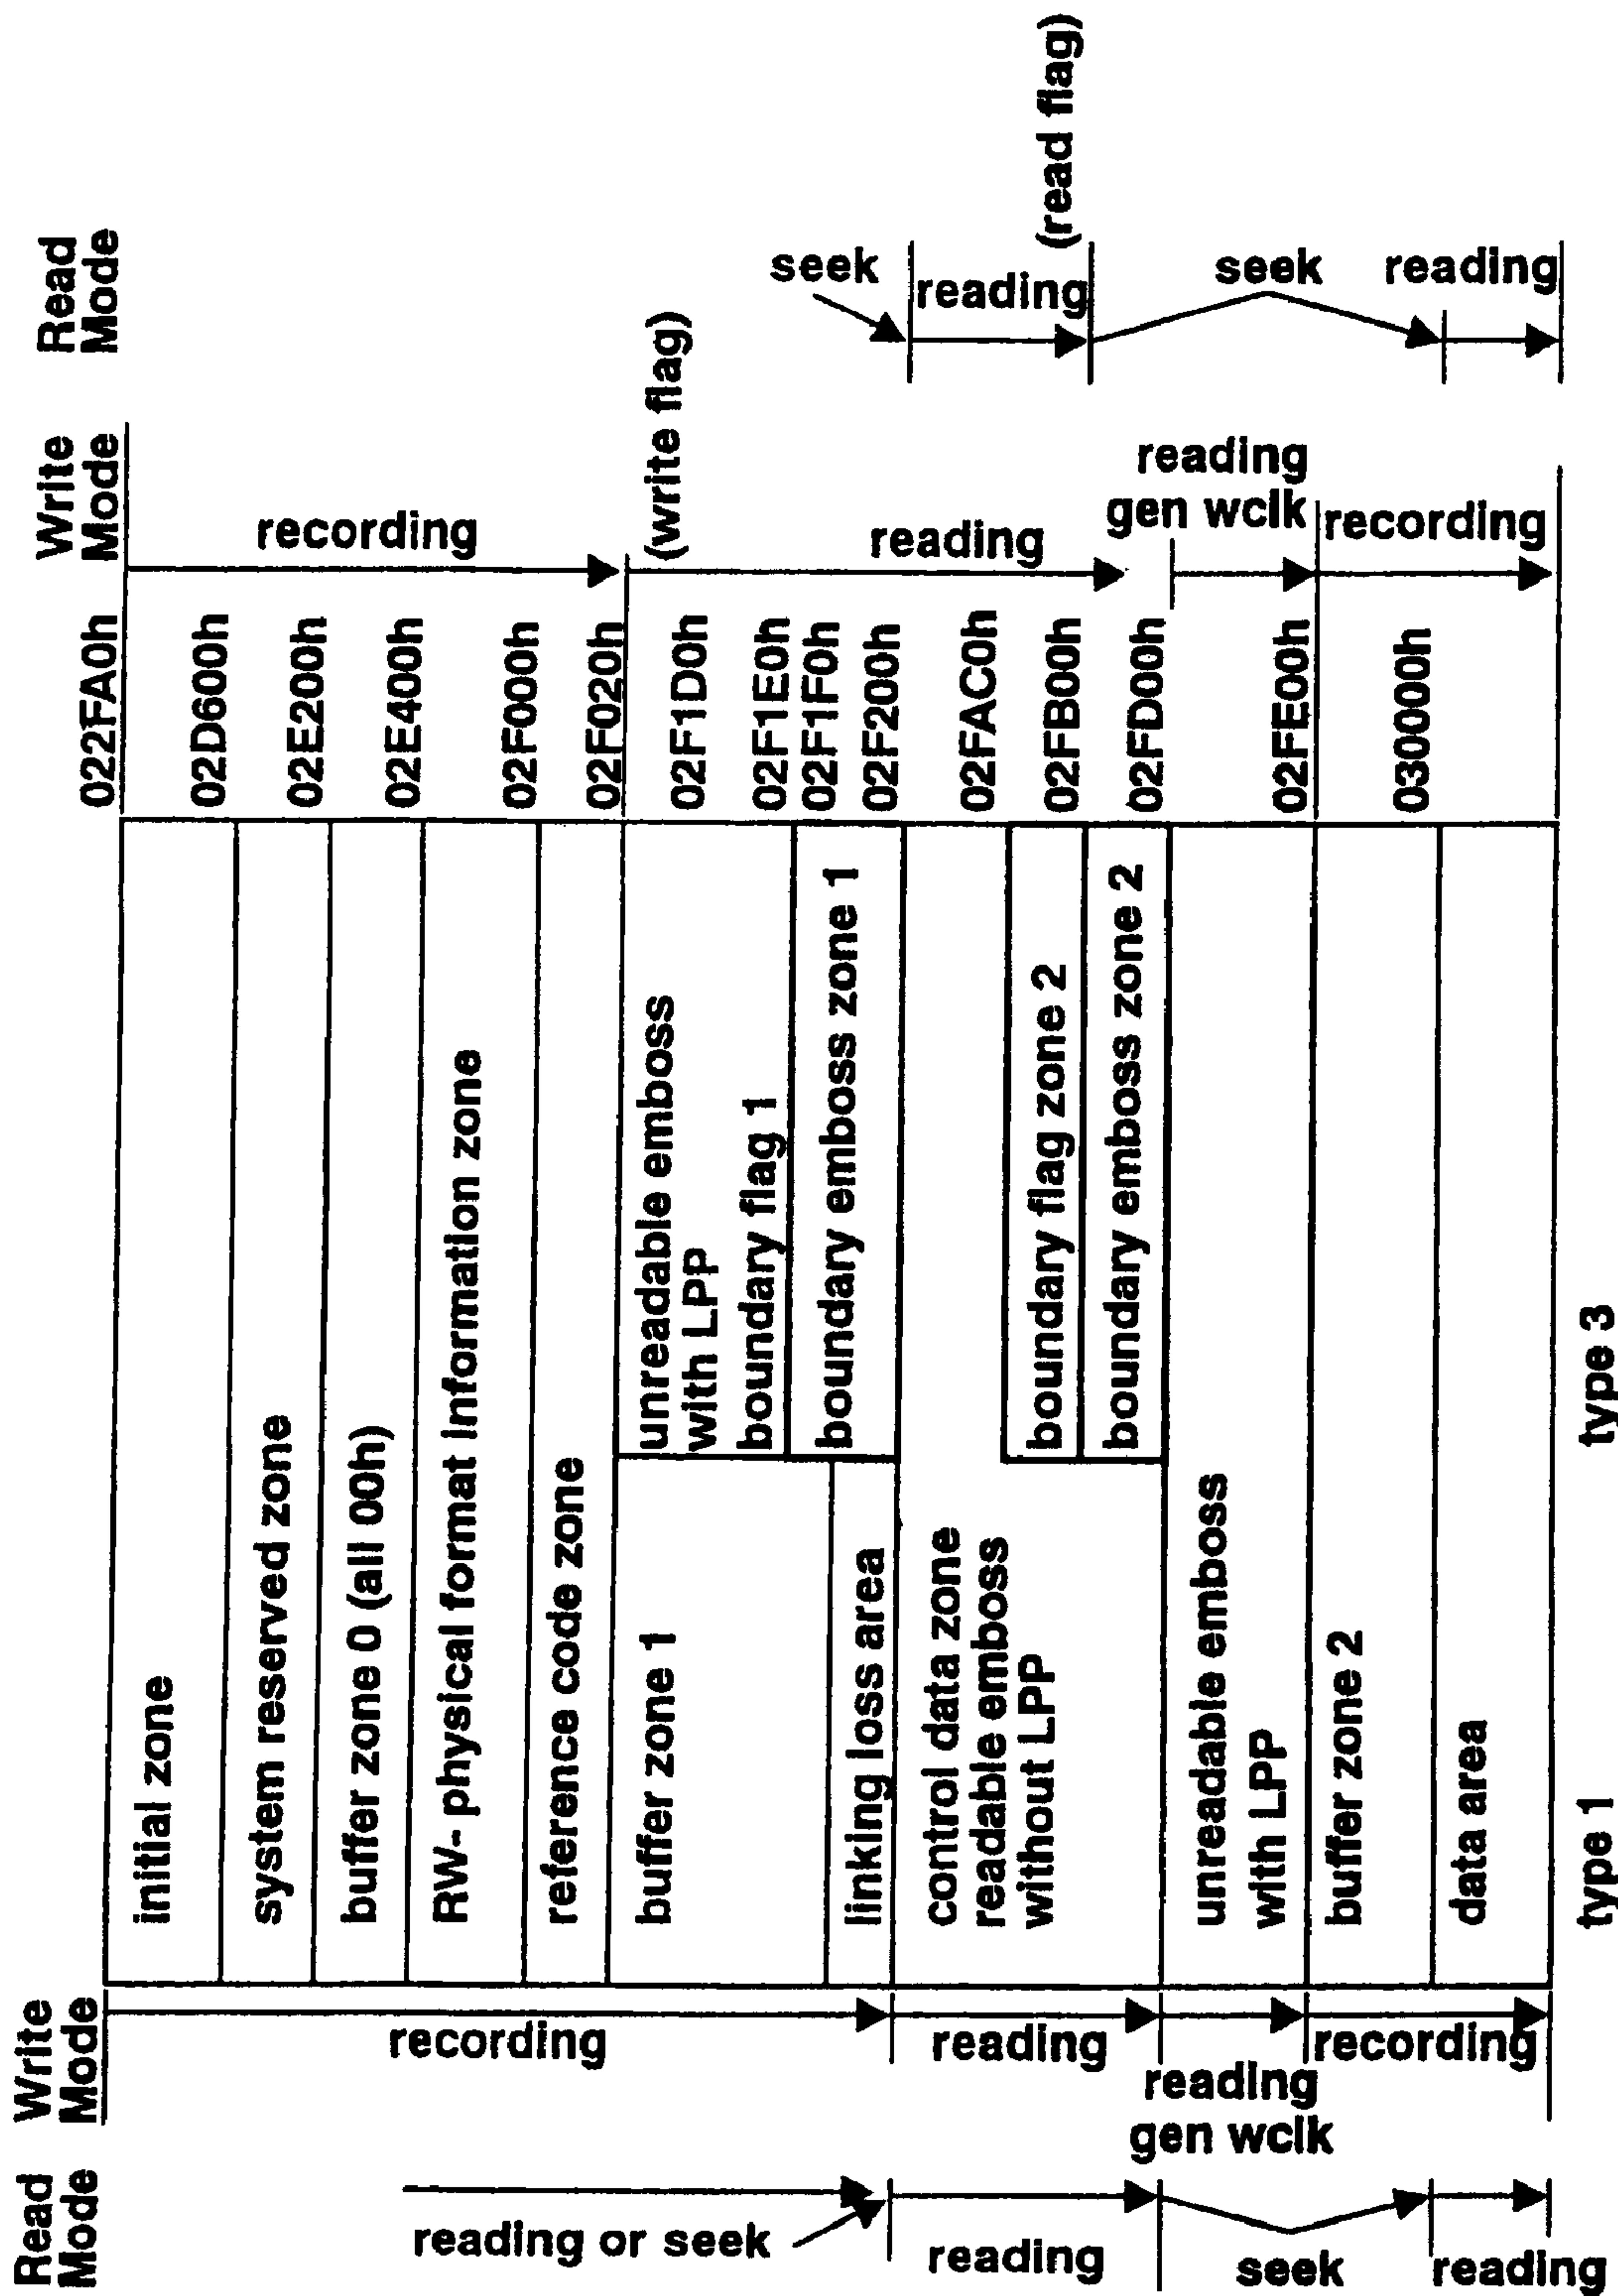 Read
Mode
Write
Mode
recording
(write flag)
reading
reading
gen wclk
recording
seek
reading
(read flag)
seek
reading
022FA0h
02D600h
02E200h
02E400h
02F000h
02F020h
02F1D0h
02F1E0h
02F1F0h
02F200h
02FAC0h
02FB00h
02FD00h
02FE00h
030000h
initial zone
system reserved zone
buffer zone 0 (all 00h)
RW- physical format Information zone
reference code zone
buffer zone 1
unreadable emboss
with LPP
boundary flag 1
boundary emboss zone 1
linking loss area
control data zone
readable emboss
without LPP
boundary flag zone 2
boundary emboss zone 2
unreadable emboss
with LPP
buffer zone 2
data area
type 1
type 3
Write
Mode
recording
reading
reading
gen wclk
recording
Read
Mode
reading or seek
reading
seek
reading